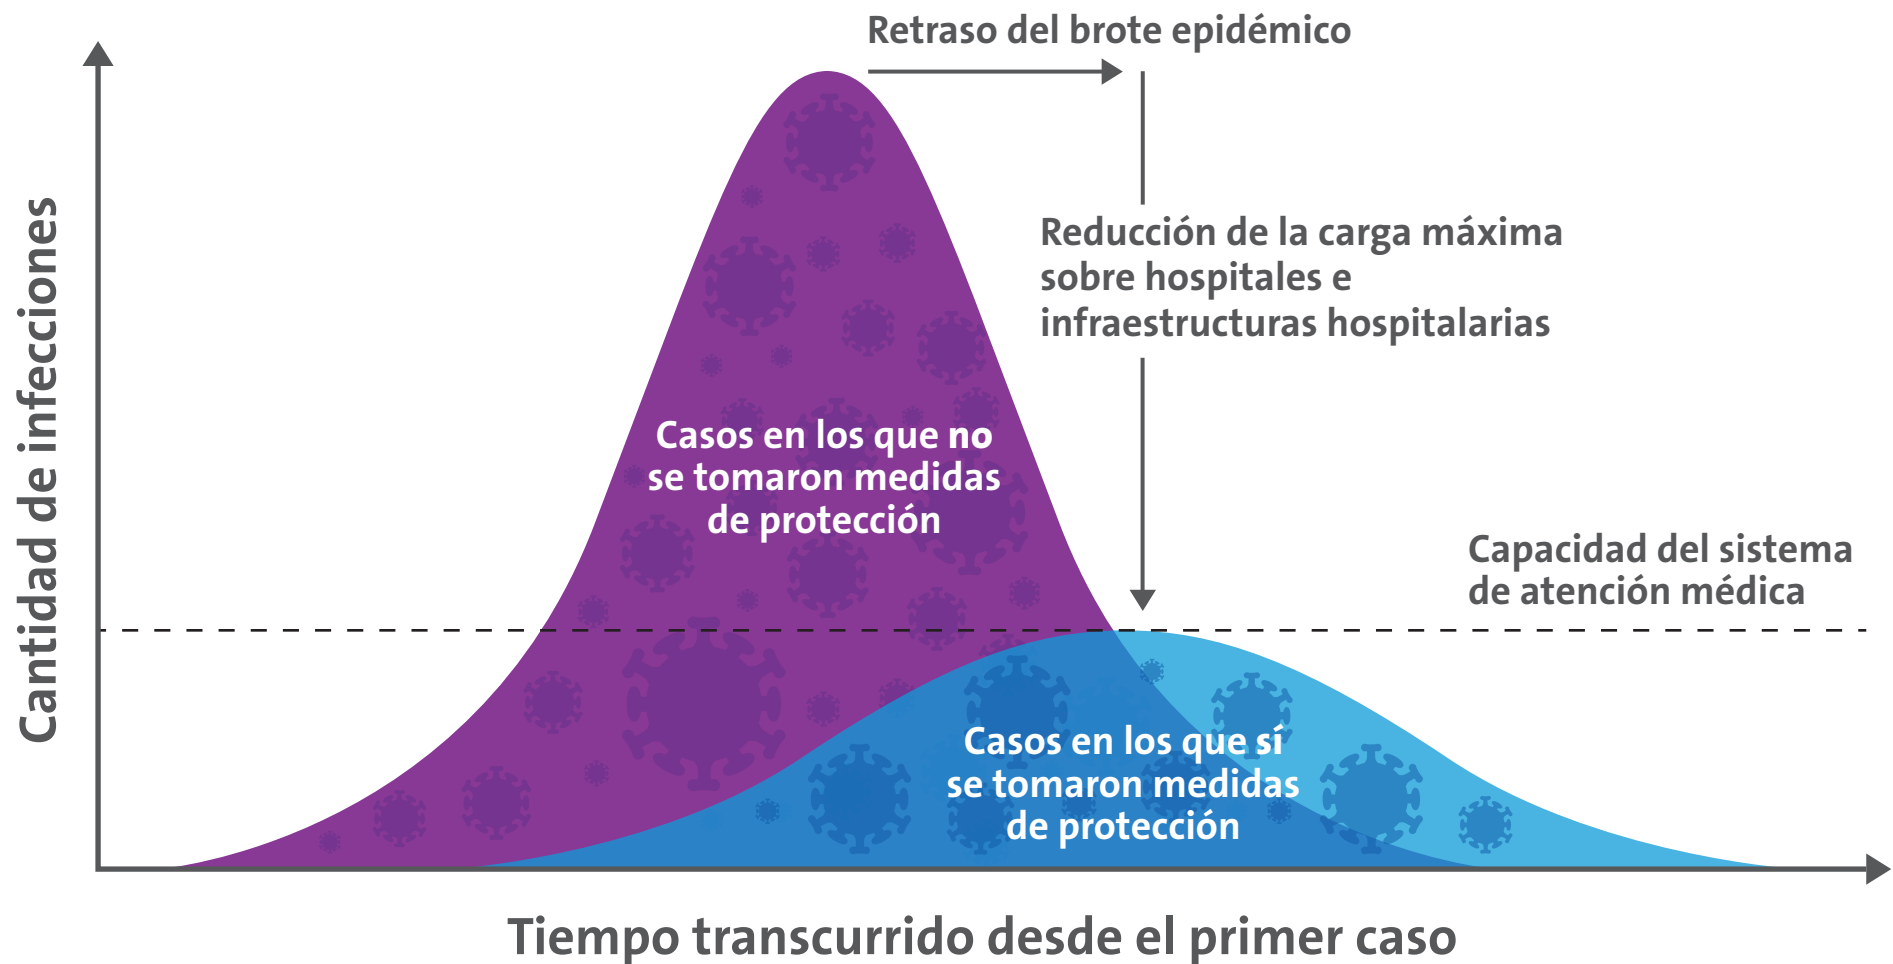 Retraso del brote epidémico
Reducción de la carga máxima
sobre hospitales e
infraestructuras hospitalarias
Cantidad de infecciones
Casos en los que no
se tomaron medidas
de protección
Capacidad del sistema
de atención médica
Casos en los que sí
se tomaron medidas
de protección
Tiempo transcurrido desde el primer caso